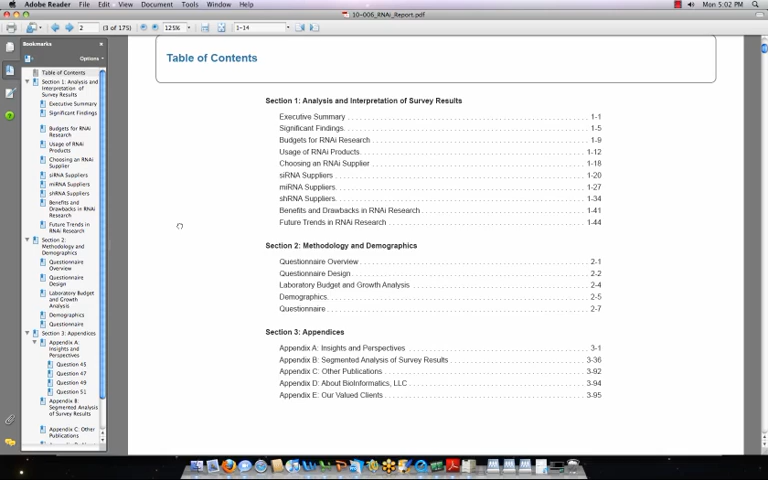 Adobe Reader File Edit View Document Tools Window Help Mon 5:02 PM
10-006_RNAi_Report.pdf
2 (3 of 175) 125% 1-14
Bookmarks
Options
Table of Contents
Section 1: Analysis and
Interpretation of
Survey Results
Executive Summary
Significant Findings
Budgets for RNAi
Research
Usage of RNAi
Products
Choosing an RNAi
Supplier
siRNA Suppliers
miRNA Suppliers
shRNA Suppliers
Benefits and
Drawbacks in RNAi
Research
Future Trends in
RNAi Research
Section 2:
Methodology and
Demographics
Questionnaire
Overview
Questionnaire
Design
Laboratory Budget
and Growth
Analysis
Demographics
Questionnaire
Section 3: Appendices
Appendix A:
Insights and
Perspectives
Question 45
Question 47
Question 49
Question 51
Appendix B:
Segmented Analysis
of Survey Results
Appendix C: Other
Publications
Table of Contents
Section 1: Analysis and Interpretation of Survey Results
Executive Summary 1-1
Significant Findings. 1-5
Budgets for RNAi Research 1-9
Usage of RNAi Products. 1-12
Choosing an RNAi Supplier 1-18
siRNA Suppliers 1-20
miRNA Suppliers. 1-27
shRNA Suppliers. 1-34
Benefits and Drawbacks in RNAi Research 1-41
Future Trends in RNAi Research 1-44
Section 2: Methodology and Demographics
Questionnaire Overview 2-1
Questionnaire Design 2-2
Laboratory Budget and Growth Analysis 2-4
Demographics. 2-5
Questionnaire 2-7
Section 3: Appendices
Appendix A: Insights and Perspectives 3-1
Appendix B: Segmented Analysis of Survey Results 3-36
Appendix C: Other Publications 3-92
Appendix D: About BioInformatics, LLC 3-94
Appendix E: Our Valued Clients 3-95